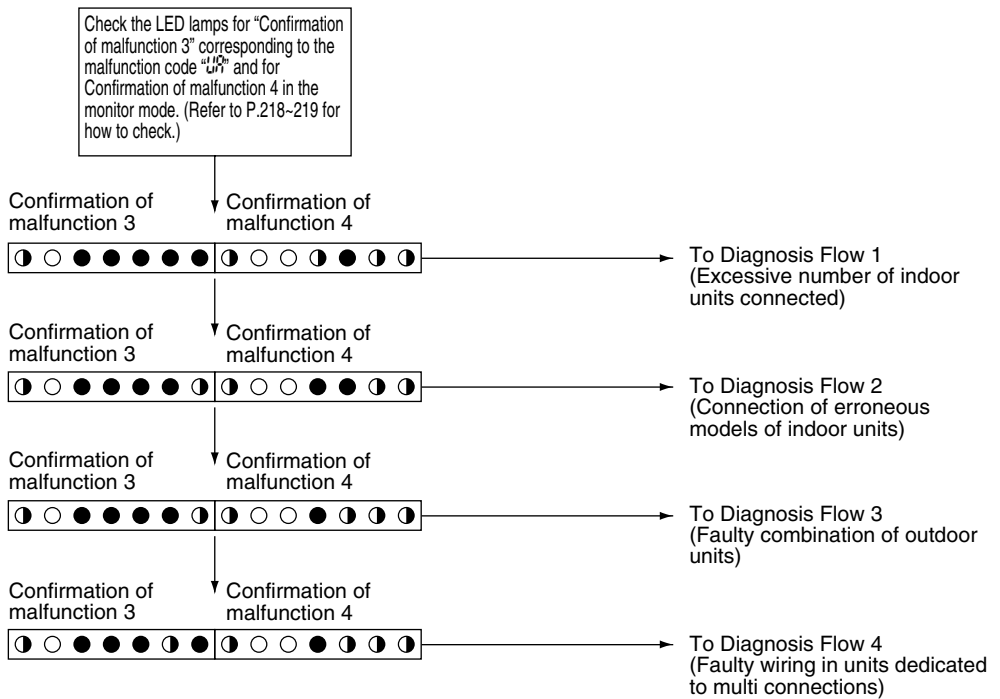 Check the LED lamps for “Confirmation
of malfunction 3” corresponding to the
malfunction code “UA” and for
Confirmation of malfunction 4 in the
monitor mode. (Refer to P.218~219 for
how to check.)
Confirmation of
malfunction 3
Confirmation of
malfunction 4
To Diagnosis Flow 1
(Excessive number of indoor
units connected)
Confirmation of
malfunction 3
Confirmation of
malfunction 4
To Diagnosis Flow 2
(Connection of erroneous
models of indoor units)
Confirmation of
malfunction 3
Confirmation of
malfunction 4
To Diagnosis Flow 3
(Faulty combination of outdoor
units)
Confirmation of
malfunction 3
Confirmation of
malfunction 4
To Diagnosis Flow 4
(Faulty wiring in units dedicated
to multi connections)